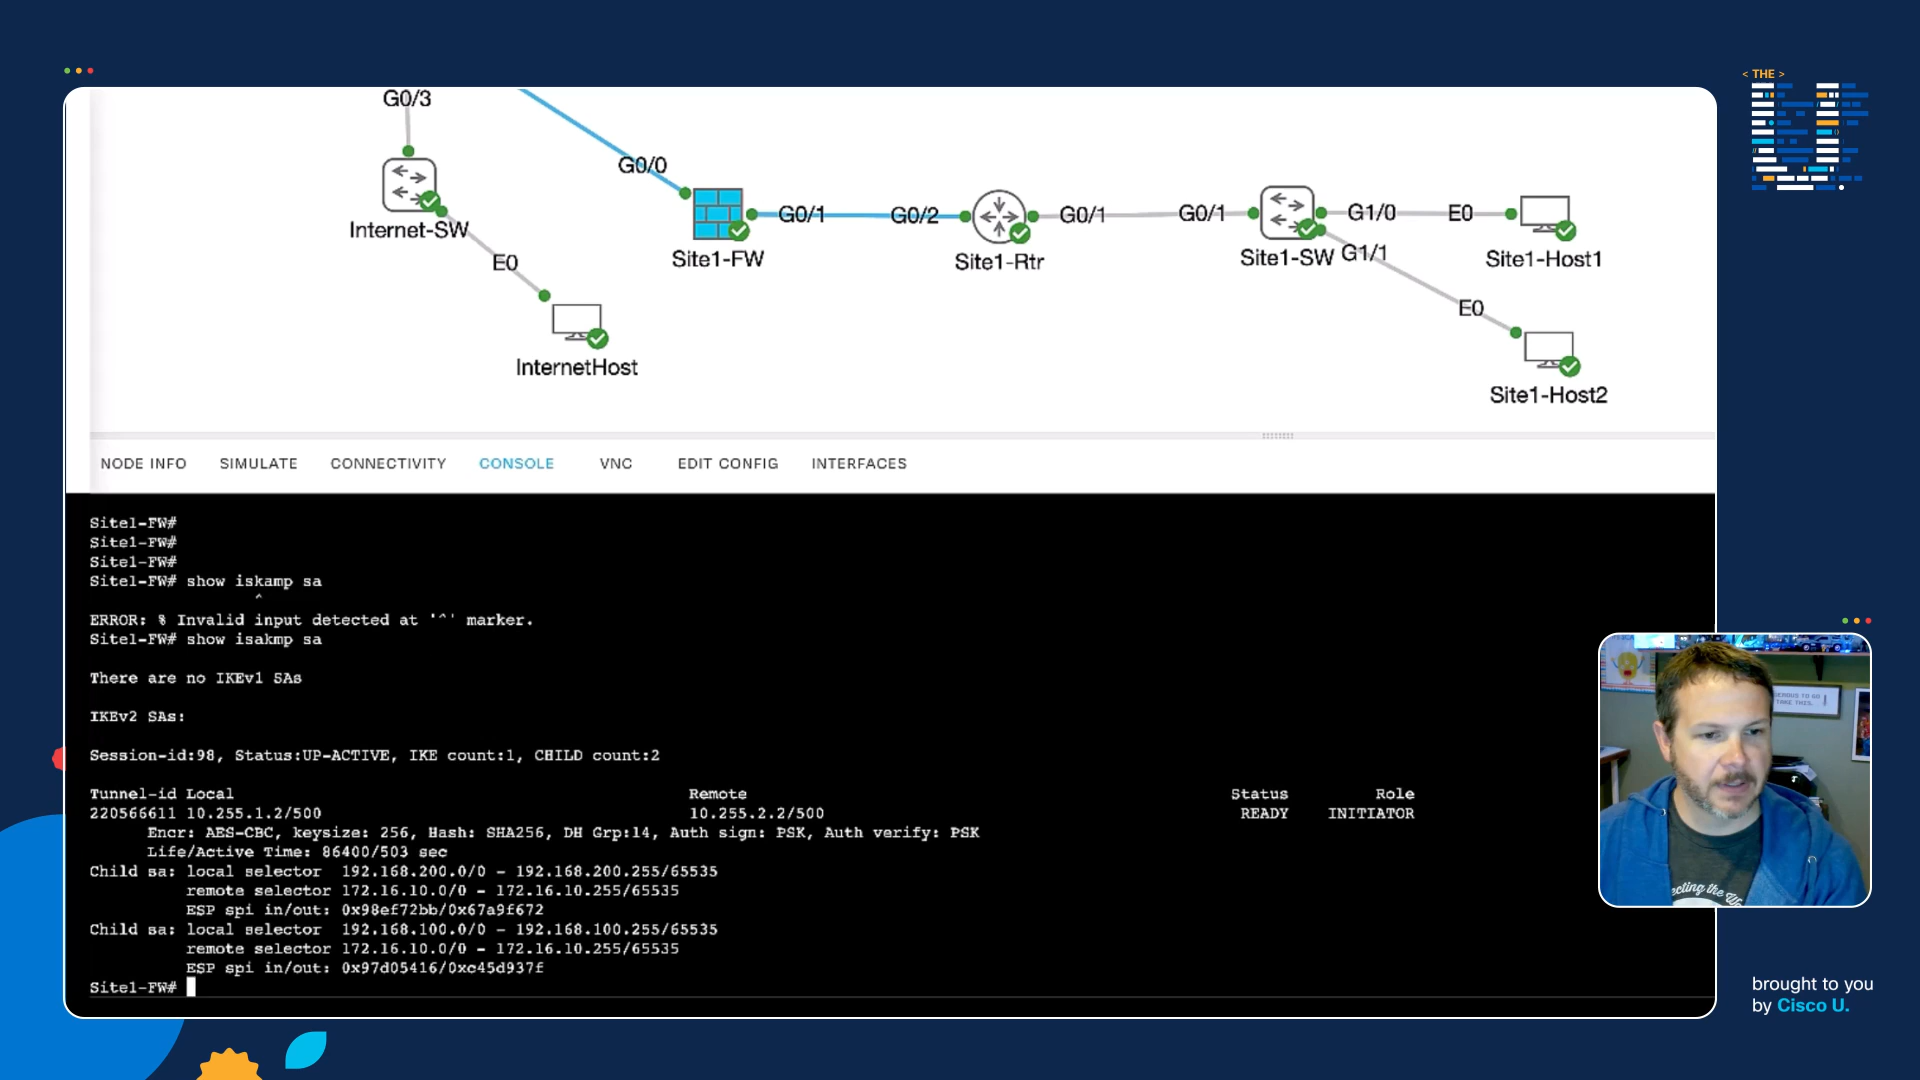 < THE >
G0/3
G0/0
G0/1
G0/2
G0/1
G0/1
G1/0
E0
Internet-SW
Site1-FW
Site1-Rtr
Site1-SW
G1/1
Site1-Host1
E0
E0
InternetHost
Site1-Host2
NODE INFO SIMULATE CONNECTIVITY CONSOLE VNC EDIT CONFIG INTERFACES
Site1-FW#
Site1-FW#
Site1-FW#
Site1-FW# show iskamp sa
^
ERROR: % Invalid input detected at '^' marker.
Site1-FW# show isakmp sa
There are no IKEv1 SAs
IKEv2 SAs:
Session-id:98, Status:UP-ACTIVE, IKE count:1, CHILD count:2
Tunnel-id Local Remote Status Role
220566611 10.255.1.2/500 10.255.2.2/500 READY INITIATOR
Encr: AES-CBC, keysize: 256, Hash: SHA256, DH Grp:14, Auth sign: PSK, Auth verify: PSK
Life/Active Time: 86400/503 sec
Child sa: local selector 192.168.200.0/0 - 192.168.200.255/65535
remote selector 172.16.10.0/0 - 172.16.10.255/65535
ESP spi in/out: 0x98ef72bb/0x67a9f672
Child sa: local selector 192.168.100.0/0 - 192.168.100.255/65535
remote selector 172.16.10.0/0 - 172.16.10.255/65535
ESP spi in/out: 0x97d05416/0xc45d937f
Site1-FW#
TAKE THIS.
brought to you
by Cisco U.